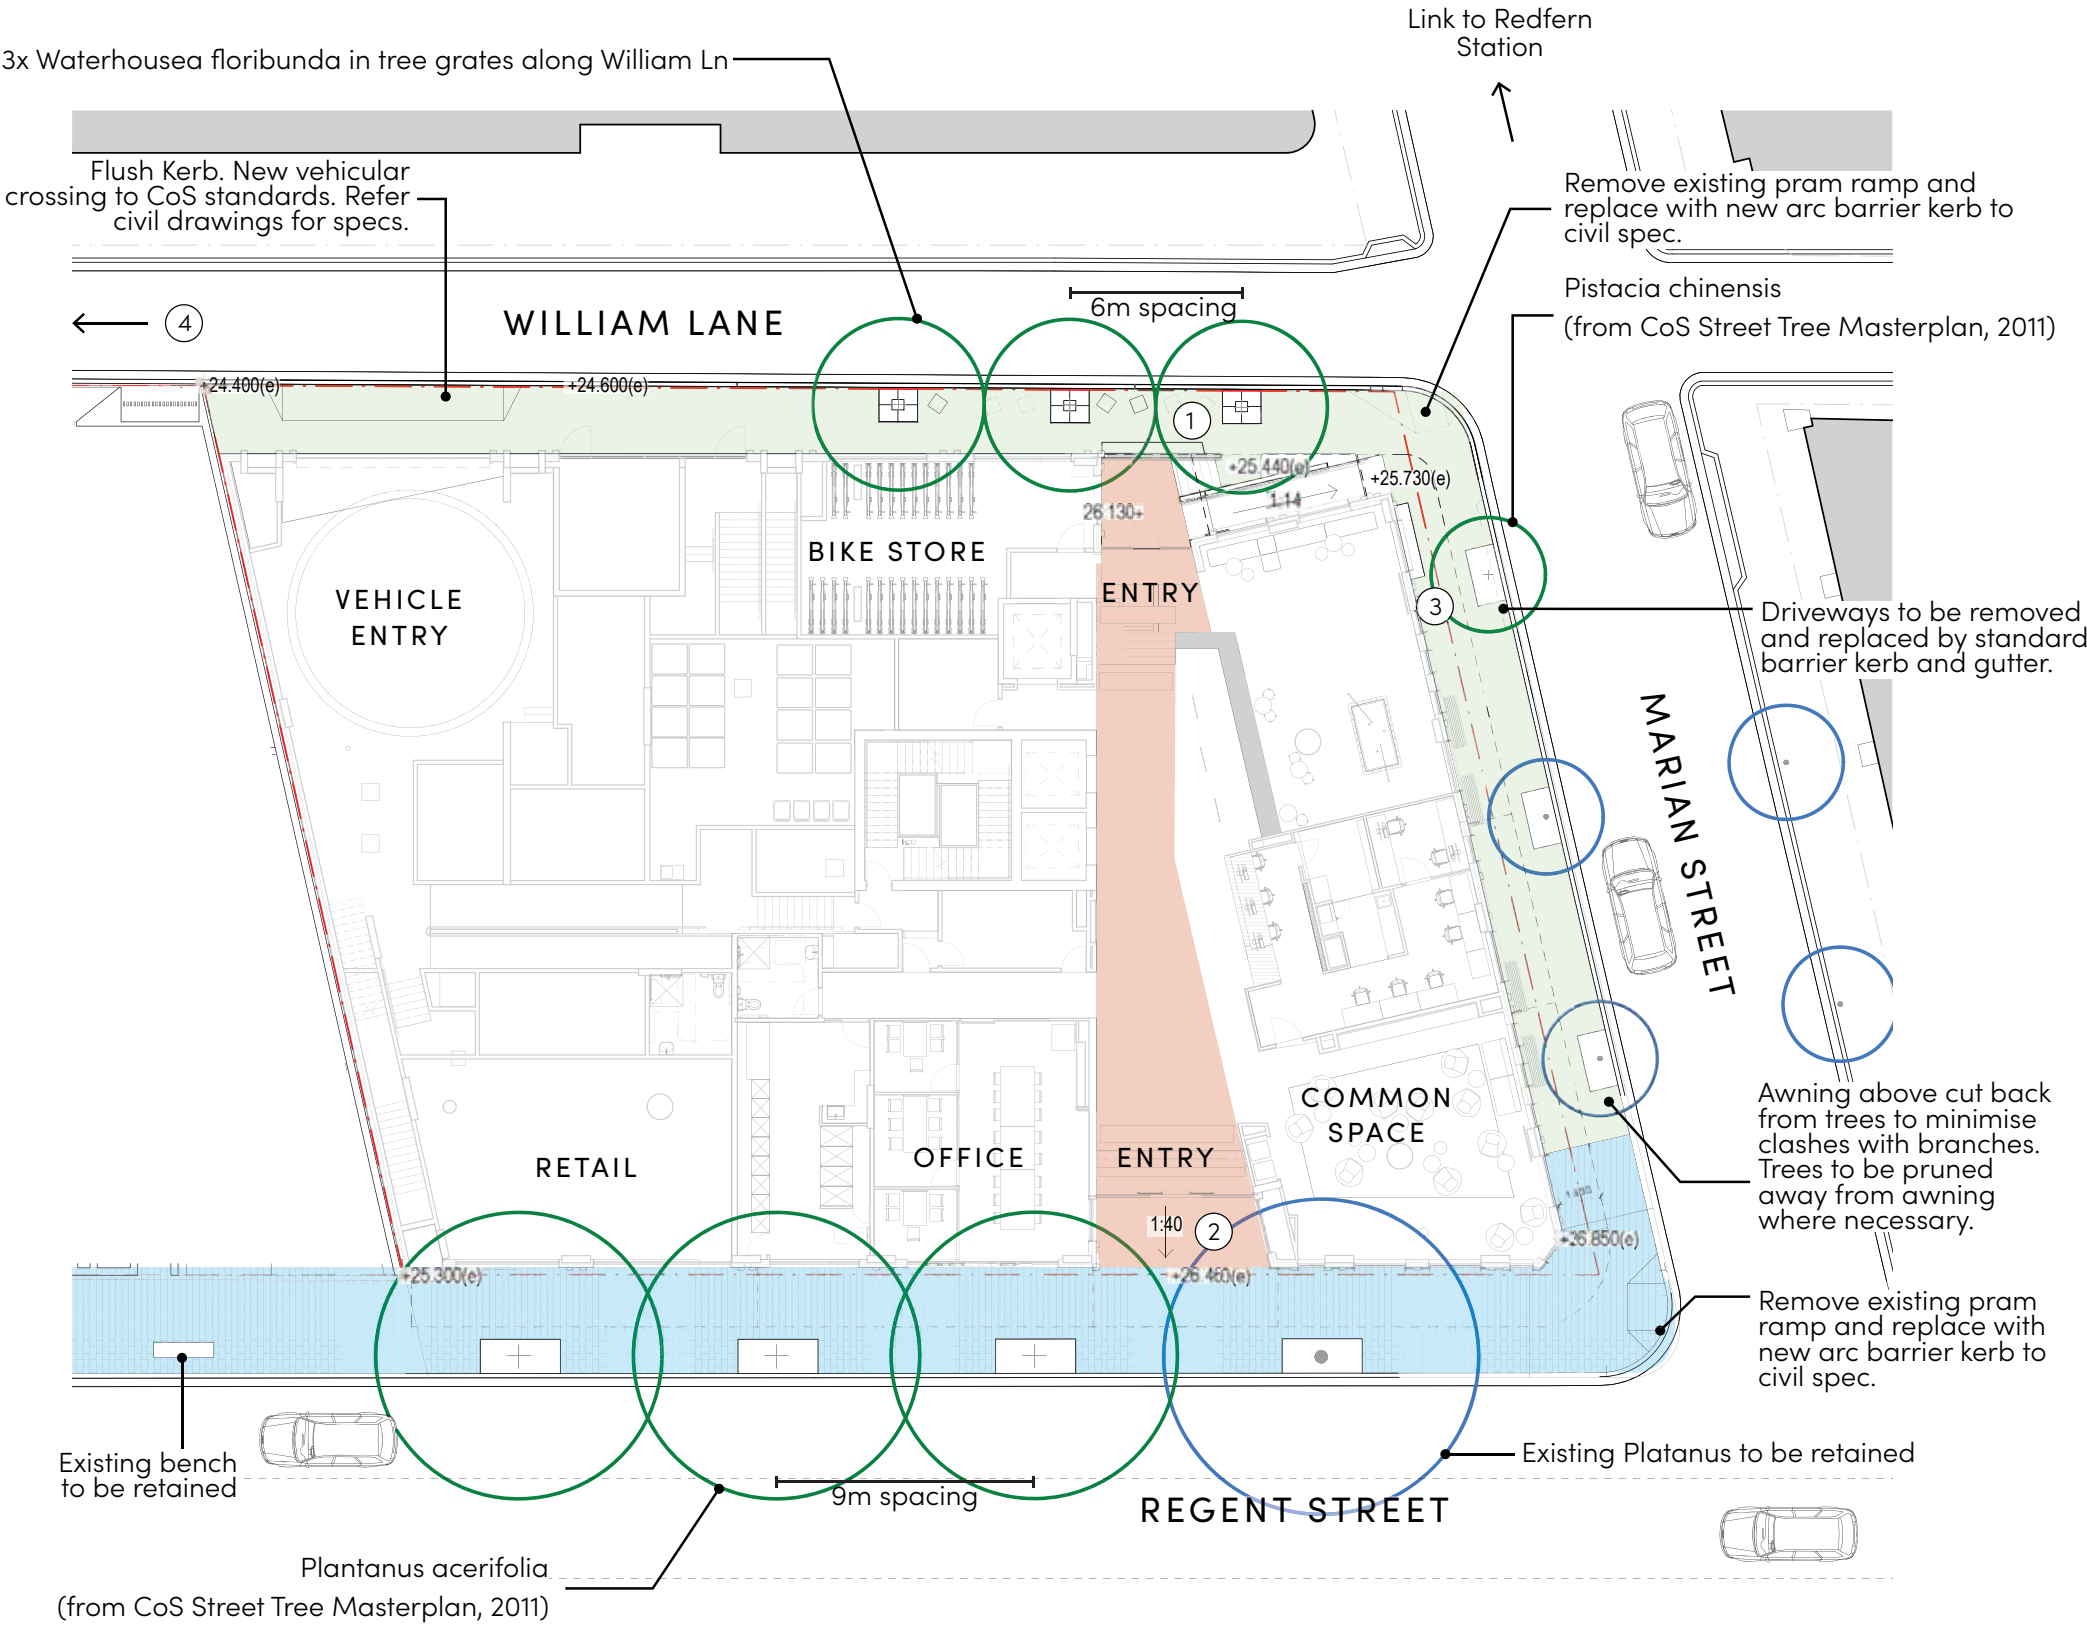 Link to Redfern
Station
3x Waterhousea floribunda in tree grates along William Ln
Flush Kerb. New vehicular
crossing to CoS standards. Refer
civil drawings for specs.
Remove existing pram ramp and
replace with new arc barrier kerb to
civil spec.
Pistacia chinensis
(from CoS Street Tree Masterplan, 2011)
6m spacing
4
WILLIAM LANE
+24.400(e)
+24.600(e)
1
+25.440(e)
1:14
+25.730(e)
26.130+
BIKE STORE
ENTRY
VEHICLE
ENTRY
3
Driveways to be removed
and replaced by standard
barrier kerb and gutter.
MARIAN STREET
Awning above cut back
from trees to minimise
clashes with branches.
Trees to be pruned
away from awning
where necessary.
COMMON
SPACE
RETAIL
OFFICE
ENTRY
1:40
2
+26.850(e)
+25.300(e)
+26.460(e)
Remove existing pram
ramp and replace with
new arc barrier kerb to
civil spec.
Existing bench
to be retained
Existing Platanus to be retained
9m spacing
REGENT STREET
Plantanus acerifolia
(from CoS Street Tree Masterplan, 2011)